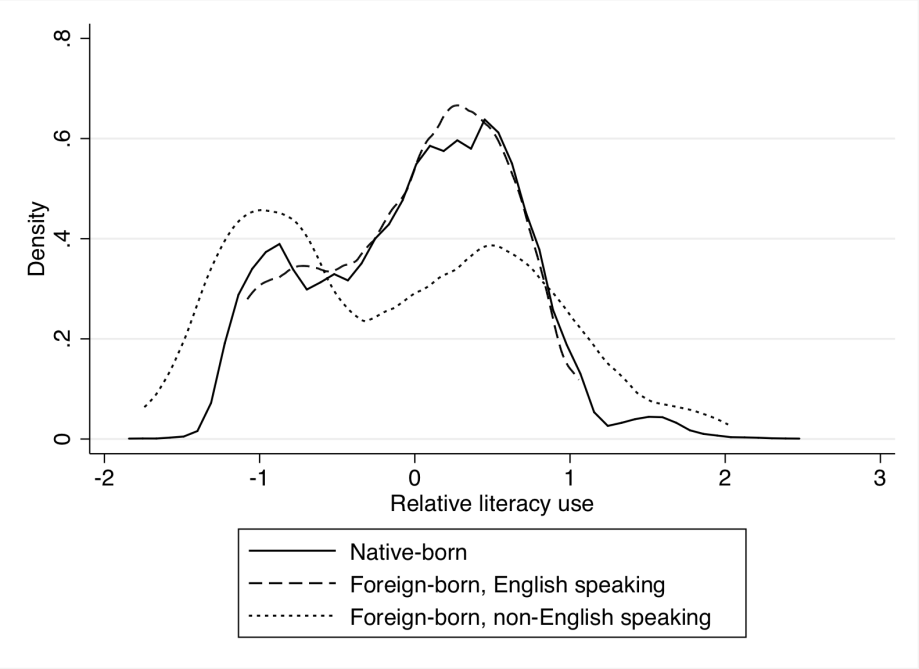 .8
.6
.4
.2
0
Density
-2 -1 0 1 2 3
Relative literacy use
Native-born
Foreign-born, English speaking
Foreign-born, non-English speaking